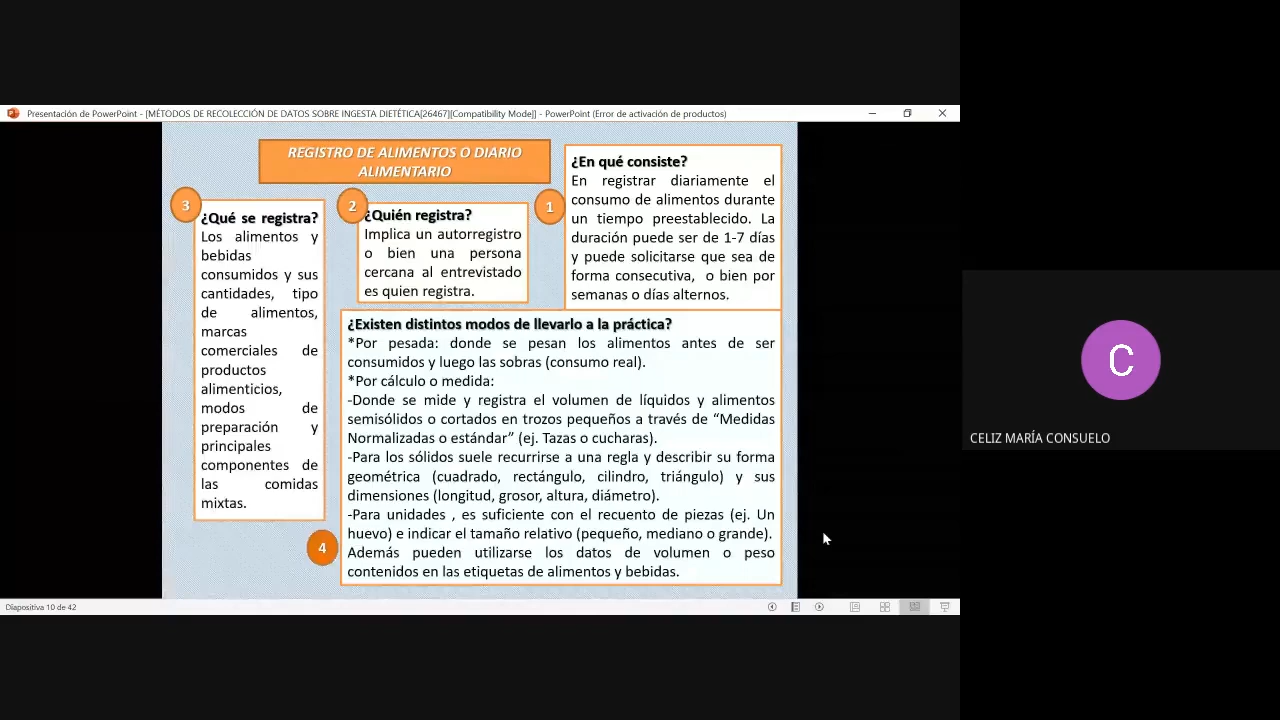 Presentación de PowerPoint - [MÉTODOS DE RECOLECCIÓN DE DATOS SOBRE INGESTA DIETÉTICA[26467][Compatibility Mode]] - PowerPoint (Error de activación de productos)
REGISTRO DE ALIMENTOS O DIARIO
ALIMENTARIO
1
¿En qué consiste?
En registrar diariamente el
consumo de alimentos durante
un tiempo preestablecido. La
duración puede ser de 1-7 días
y puede solicitarse que sea de
forma consecutiva, o bien por
semanas o días alternos.
2
¿Quién registra?
Implica un autorregistro
o bien una persona
cercana al entrevistado
es quien registra.
3
¿Qué se registra?
Los alimentos y
bebidas
consumidos y sus
cantidades, tipo
de alimentos,
marcas
comerciales de
productos
alimenticios,
modos de
preparación y
principales
componentes de
las comidas
mixtas.
4
¿Existen distintos modos de llevarlo a la práctica?
*Por pesada: donde se pesan los alimentos antes de ser
consumidos y luego las sobras (consumo real).
*Por cálculo o medida:
-Donde se mide y registra el volumen de líquidos y alimentos
semisólidos o cortados en trozos pequeños a través de “Medidas
Normalizadas o estándar” (ej. Tazas o cucharas).
-Para los sólidos suele recurrirse a una regla y describir su forma
geométrica (cuadrado, rectángulo, cilindro, triángulo) y sus
dimensiones (longitud, grosor, altura, diámetro).
-Para unidades , es suficiente con el recuento de piezas (ej. Un
huevo) e indicar el tamaño relativo (pequeño, mediano o grande).
Además pueden utilizarse los datos de volumen o peso
contenidos en las etiquetas de alimentos y bebidas.
Diapositiva 10 de 42
C
CELIZ MARÍA CONSUELO